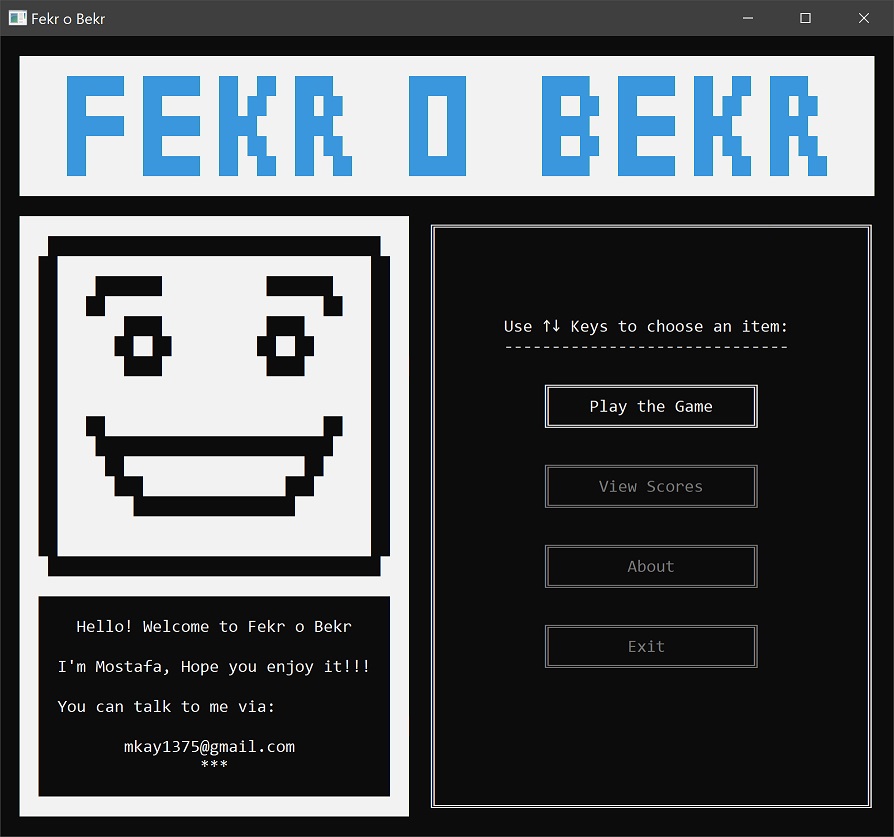 Fekr o Bekr
FEKR O BEKR
Hello! Welcome to Fekr o Bekr
I'm Mostafa, Hope you enjoy it!!!
You can talk to me via:
mkay1375@gmail.com
***
Use ↑↓ Keys to choose an item:
------------------------------
Play the Game
View Scores
About
Exit